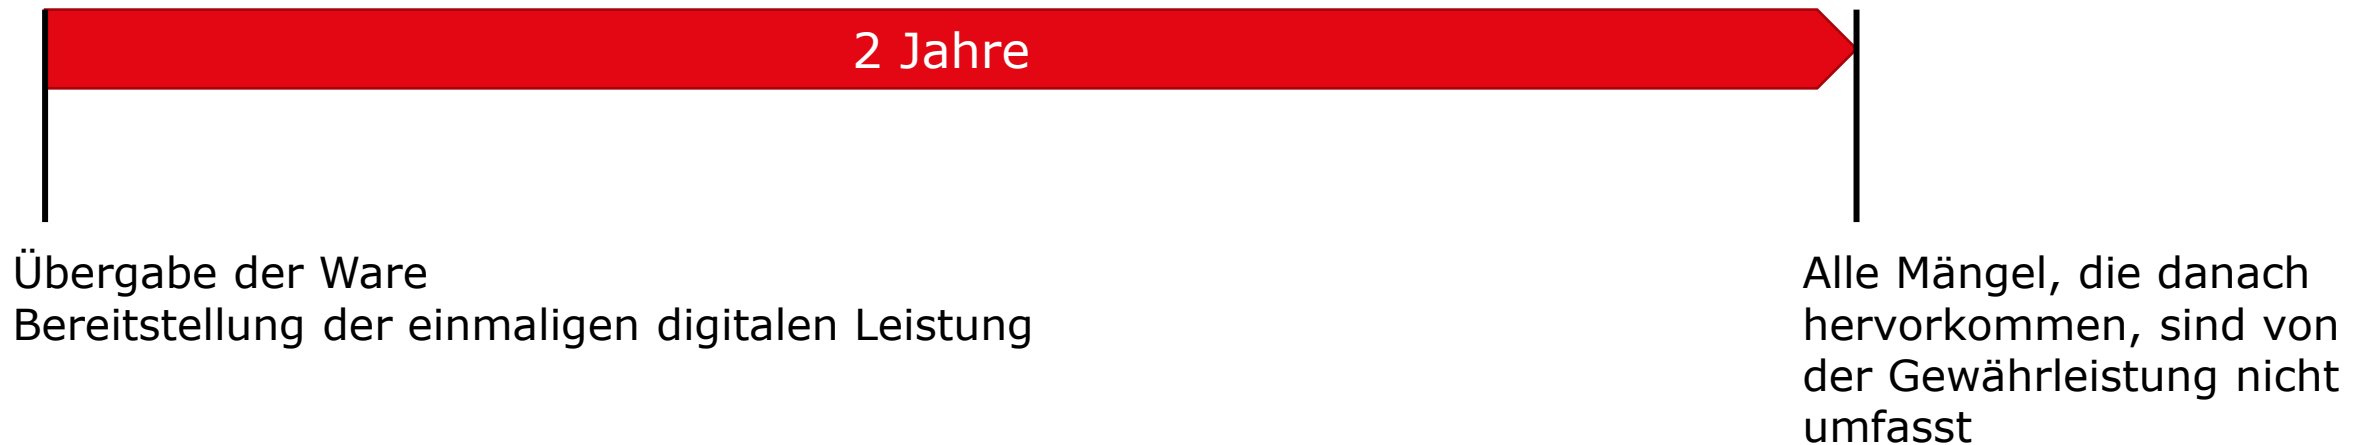 2 Jahre
Übergabe der Ware
Bereitstellung der einmaligen digitalen Leistung
Alle Mängel, die danach
hervorkommen, sind von
der Gewährleistung nicht
umfasst